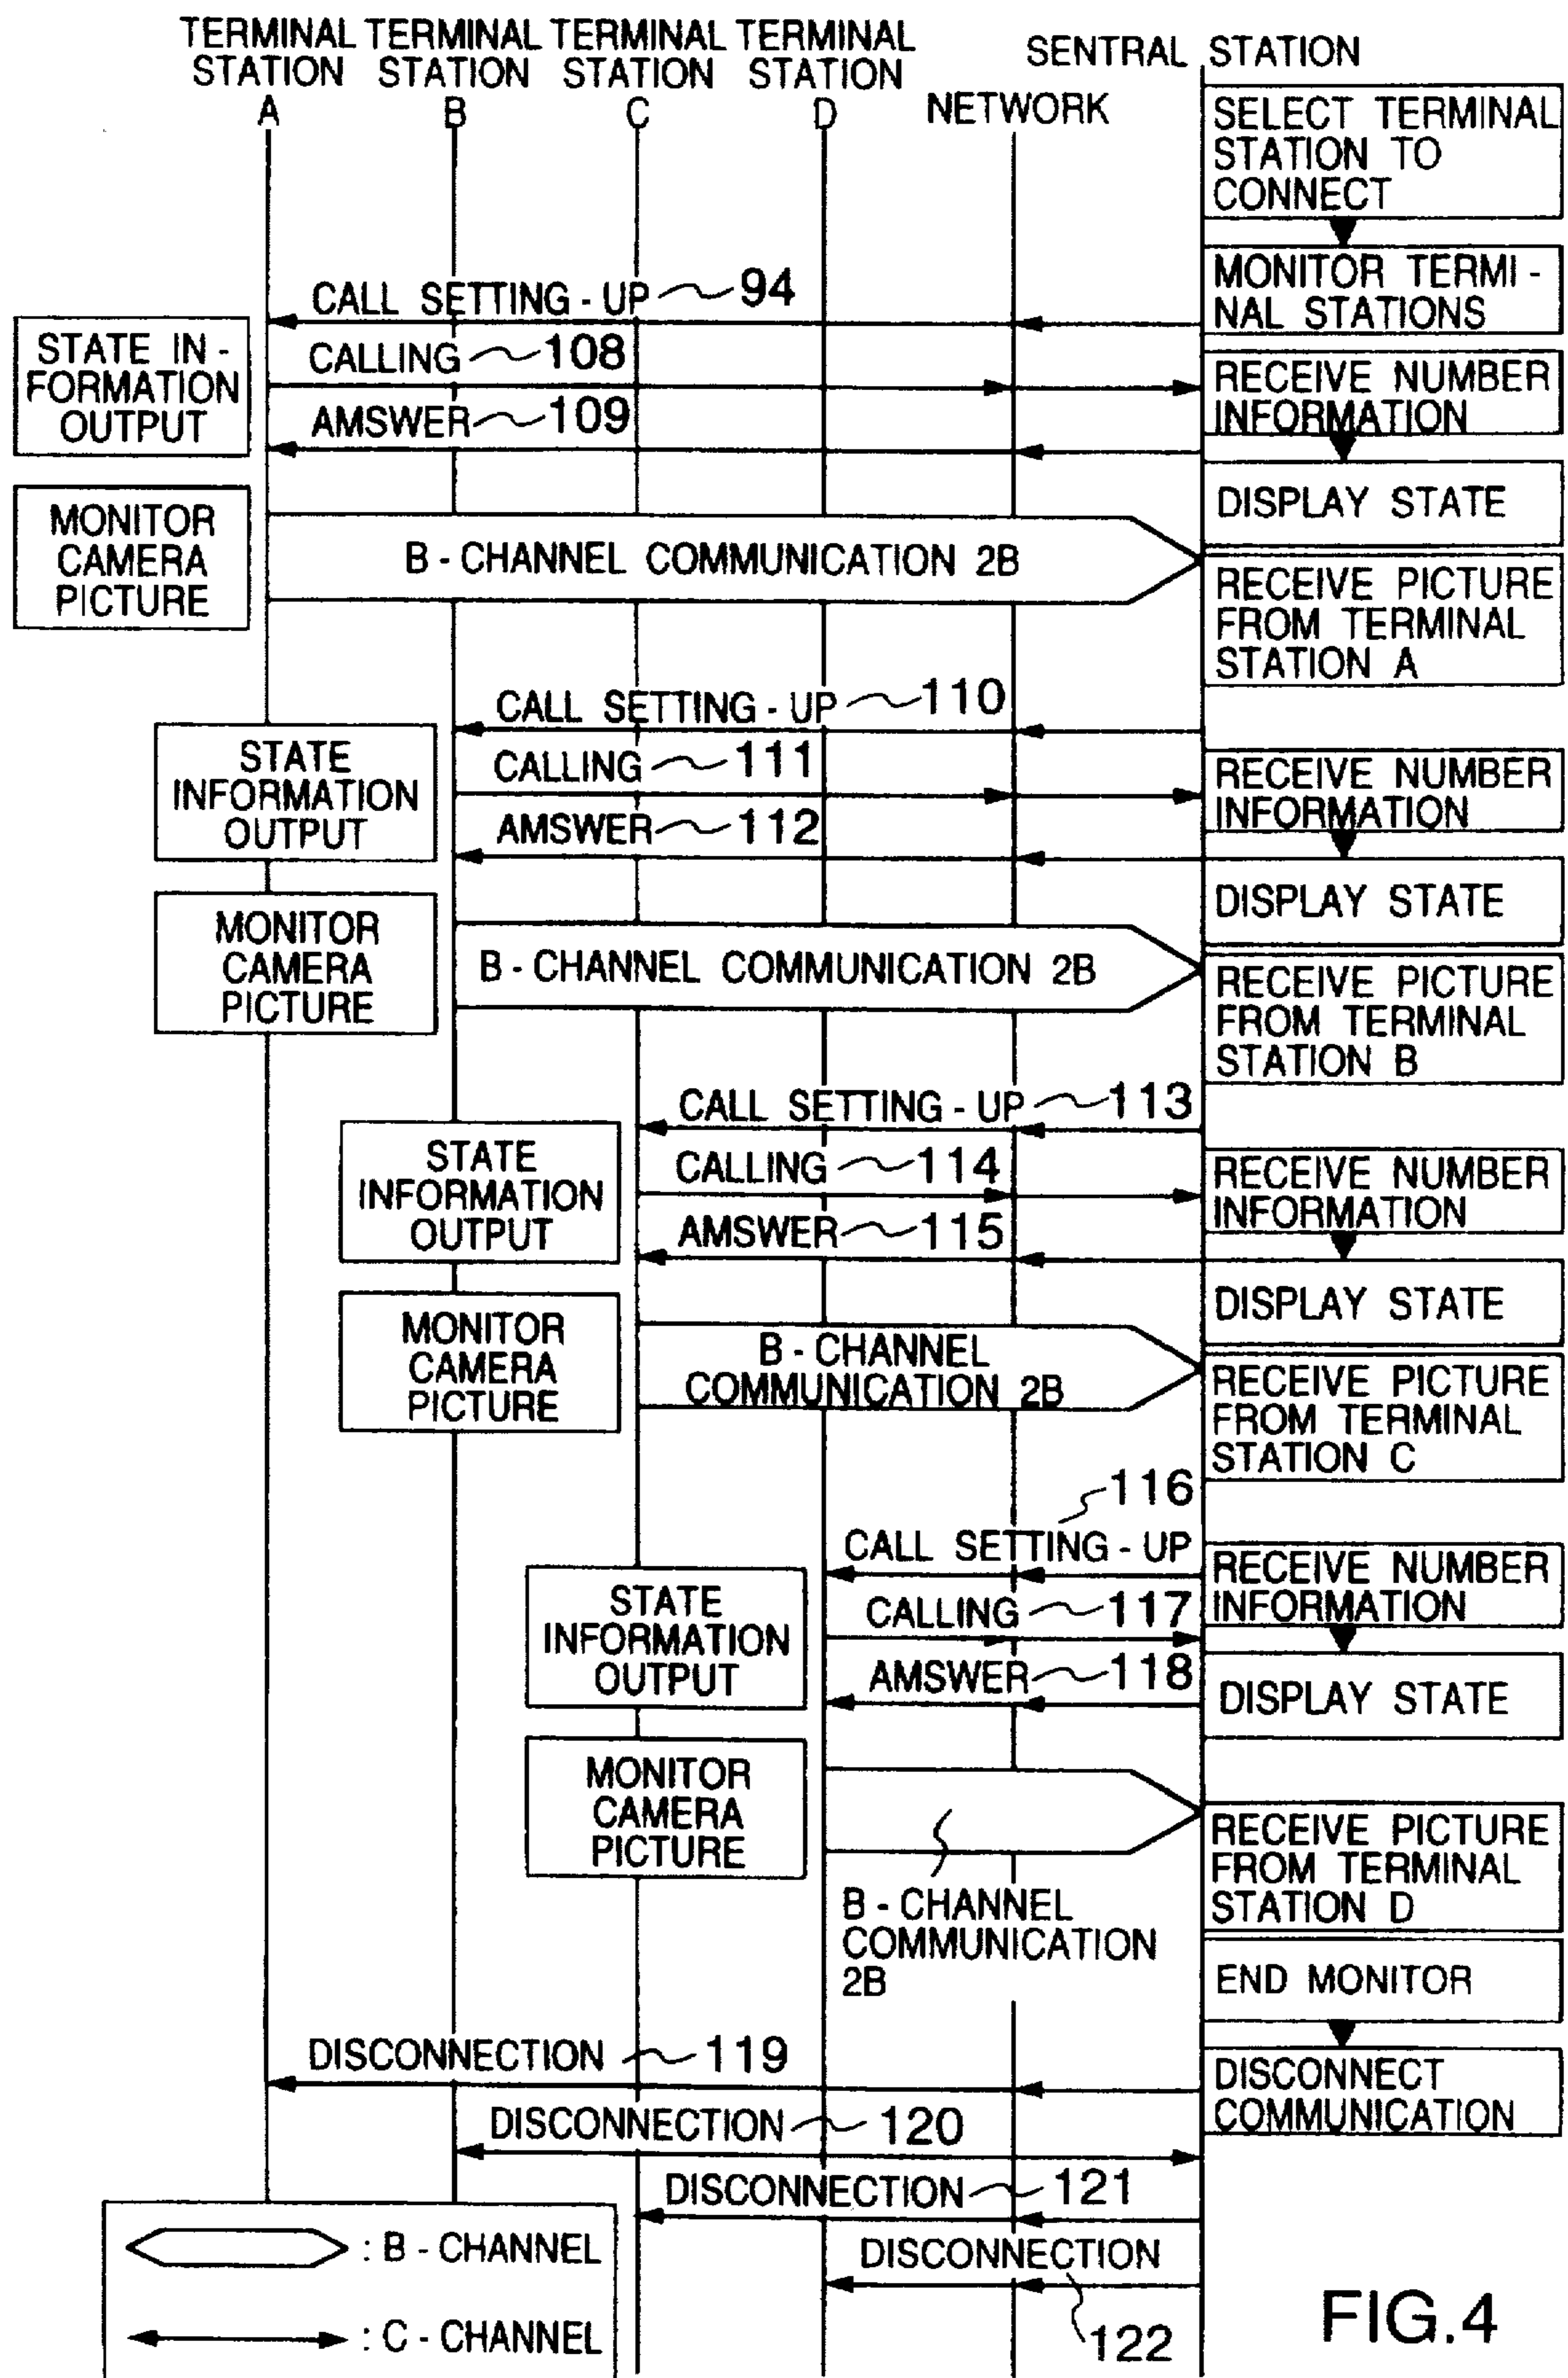 TERMINAL STATION A
TERMINAL STATION B
TERMINAL STATION C
TERMINAL STATION D
NETWORK
SENTRAL STATION
SELECT TERMINAL
STATION TO
CONNECT
MONITOR TERMI-
NAL STATIONS
CALL SETTING-UP 94
STATE IN-
FORMATION
OUTPUT
CALLING 108
RECEIVE NUMBER
INFORMATION
AMSWER 109
DISPLAY STATE
MONITOR
CAMERA
PICTURE
B-CHANNEL COMMUNICATION 2B
RECEIVE PICTURE
FROM TERMINAL
STATION A
CALL SETTING-UP 110
STATE
INFORMATION
OUTPUT
CALLING 111
RECEIVE NUMBER
INFORMATION
AMSWER 112
DISPLAY STATE
MONITOR
CAMERA
PICTURE
B-CHANNEL COMMUNICATION 2B
RECEIVE PICTURE
FROM TERMINAL
STATION B
CALL SETTING-UP 113
STATE
INFORMATION
OUTPUT
CALLING 114
RECEIVE NUMBER
INFORMATION
AMSWER 115
DISPLAY STATE
MONITOR
CAMERA
PICTURE
B-CHANNEL
COMMUNICATION 2B
RECEIVE PICTURE
FROM TERMINAL
STATION C
116
CALL SETTING-UP
RECEIVE NUMBER
INFORMATION
STATE
INFORMATION
OUTPUT
CALLING 117
AMSWER 118
DISPLAY STATE
MONITOR
CAMERA
PICTURE
B-CHANNEL
COMMUNICATION
2B
RECEIVE PICTURE
FROM TERMINAL
STATION D
END MONITOR
DISCONNECTION 119
DISCONNECT
COMMUNICATION
DISCONNECTION 120
DISCONNECTION 121
DISCONNECTION
122
: B-CHANNEL
: C-CHANNEL
FIG.4